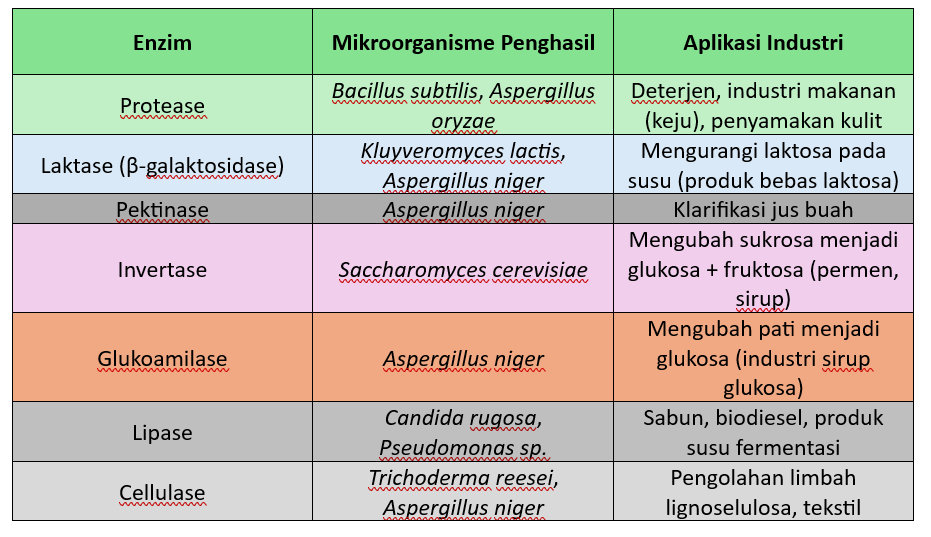 Enzim
Mikroorganisme Penghasil
Aplikasi Industri
Protease
Bacillus subtilis, Aspergillus
oryzae
Deterjen, industri makanan
(keju), penyamakan kulit
Laktase (β-galaktosidase)
Kluyveromyces lactis,
Aspergillus niger
Mengurangi laktosa pada
susu (produk bebas laktosa)
Pektinase
Aspergillus niger
Klarifikasi jus buah
Invertase
Saccharomyces cerevisiae
Mengubah sukrosa menjadi
glukosa + fruktosa (permen,
sirup)
Glukoamilase
Aspergillus niger
Mengubah pati menjadi
glukosa (industri sirup
glukosa)
Lipase
Candida rugosa,
Pseudomonas sp.
Sabun, biodiesel, produk
susu fermentasi
Cellulase
Trichoderma reesei,
Aspergillus niger
Pengolahan limbah
lignoselulosa, tekstil